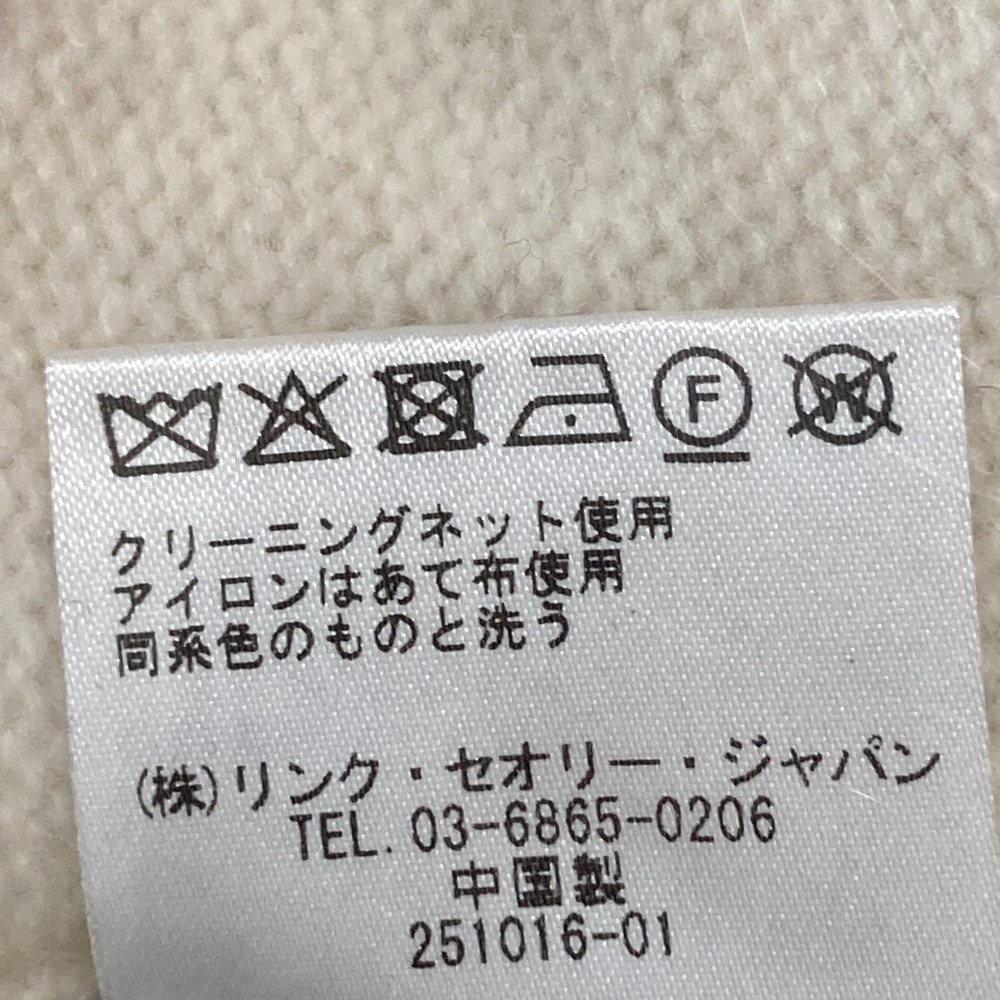 F W
クリーニングネット使用
アイロンはあて布使用
同系色のものと洗う
(株)リンク・セオリー・ジャパン
TEL. 03-6865-0206
中国製
251016-01